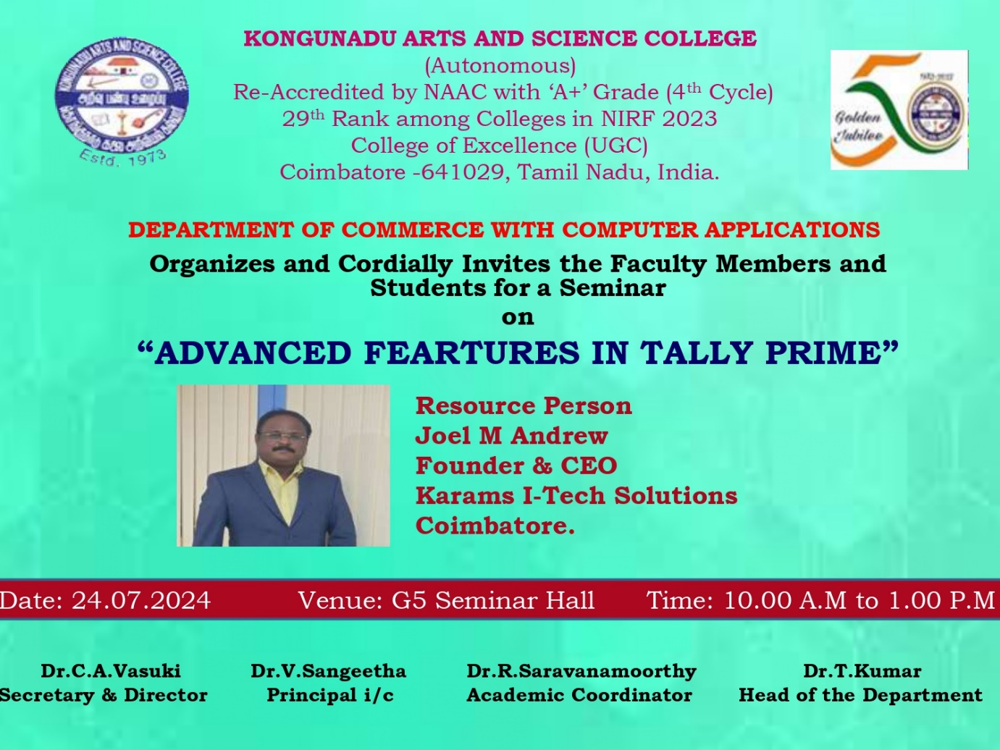 KONGUNADU ARTS AND SCIENCE COLLEGE
(Autonomous)
Re-Accredited by NAAC with ‘A+’ Grade (4th Cycle)
29th Rank among Colleges in NIRF 2023
College of Excellence (UGC)
Coimbatore -641029, Tamil Nadu, India.
KONGUNADU ARTS AND SCIENCE COLLEGE
Estd. 1973
Golden
Jubilee
DEPARTMENT OF COMMERCE WITH COMPUTER APPLICATIONS
Organizes and Cordially Invites the Faculty Members and
Students for a Seminar
on
“ADVANCED FEARTURES IN TALLY PRIME”
Resource Person
Joel M Andrew
Founder & CEO
Karams I-Tech Solutions
Coimbatore.
Date: 24.07.2024 Venue: G5 Seminar Hall Time: 10.00 A.M to 1.00 P.M
Dr.C.A.Vasuki Dr.V.Sangeetha Dr.R.Saravanamoorthy Dr.T.Kumar
Secretary & Director Principal i/c Academic Coordinator Head of the Department